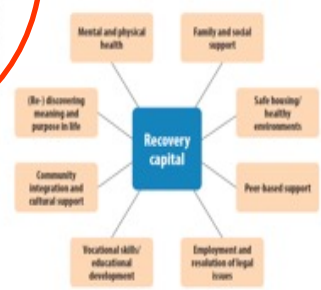 Mental and physical
health
Family and social
support
(Re-) discovering
meaning and
purpose in life
Safe housing/
healthy
environments
Recovery
capital
Community
integration and
cultural support
Peer-based support
Vocational skills/
educational
development
Employment and
resolution of legal
issues